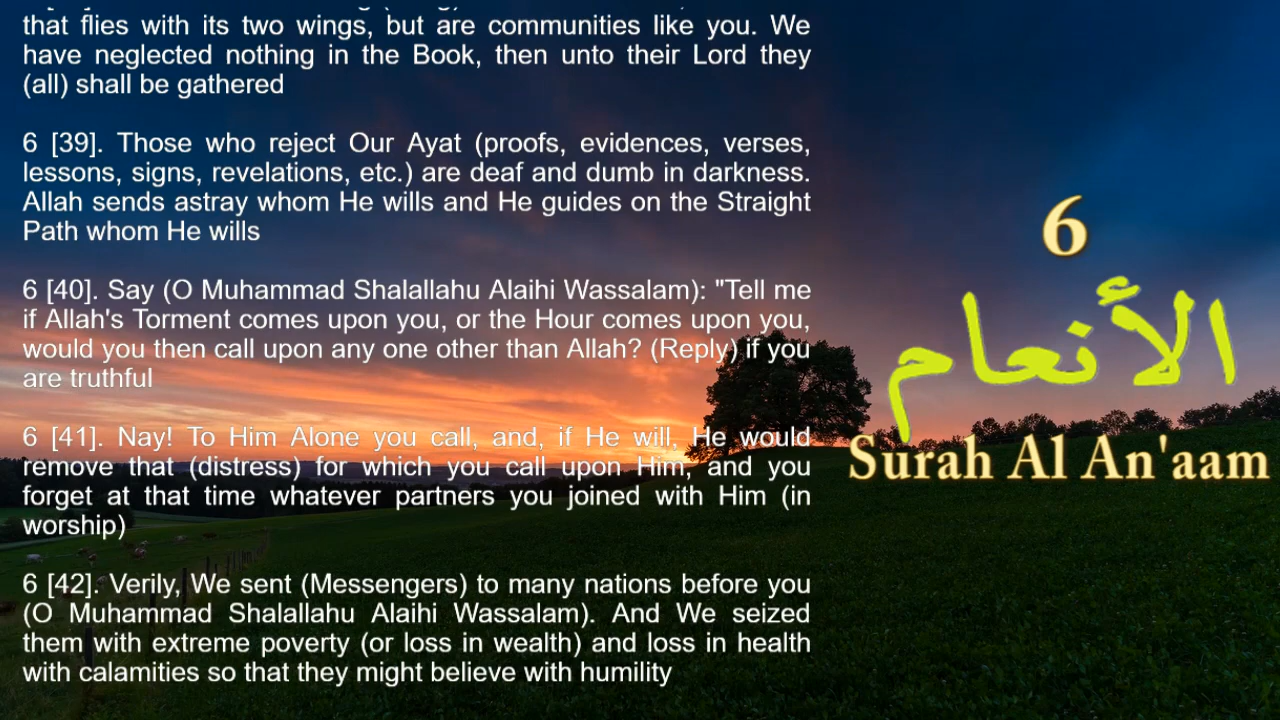 that flies with its two wings, but are communities like you. We
have neglected nothing in the Book, then unto their Lord they
(all) shall be gathered
6 [39]. Those who reject Our Ayat (proofs, evidences, verses,
lessons, signs, revelations, etc.) are deaf and dumb in darkness.
Allah sends astray whom He wills and He guides on the Straight
Path whom He wills
6 [40]. Say (O Muhammad Shalallahu Alaihi Wassalam): "Tell me
if Allah's Torment comes upon you, or the Hour comes upon you,
would you then call upon any one other than Allah? (Reply) if you
are truthful
6 [41]. Nay! To Him Alone you call, and, if He will, He would
remove that (distress) for which you call upon Him, and you
forget at that time whatever partners you joined with Him (in
worship)
6 [42]. Verily, We sent (Messengers) to many nations before you
(O Muhammad Shalallahu Alaihi Wassalam). And We seized
them with extreme poverty (or loss in wealth) and loss in health
with calamities so that they might believe with humility
6
الأنعام
Surah Al An'aam